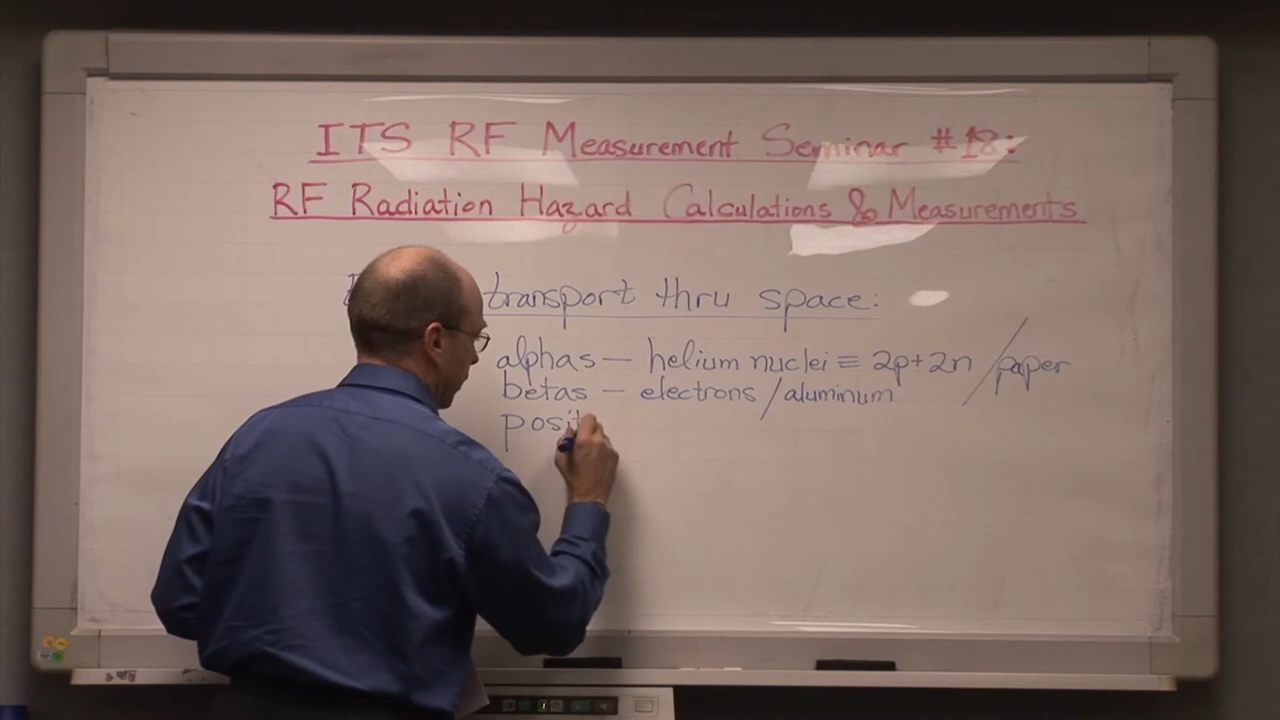 ITS RF Measurement Seminar #18:
RF Radiation Hazard Calculations & Measurements
transport thru space:
alphas — helium nuclei ≡ 2p+2n / paper
betas — electrons / aluminum
posit